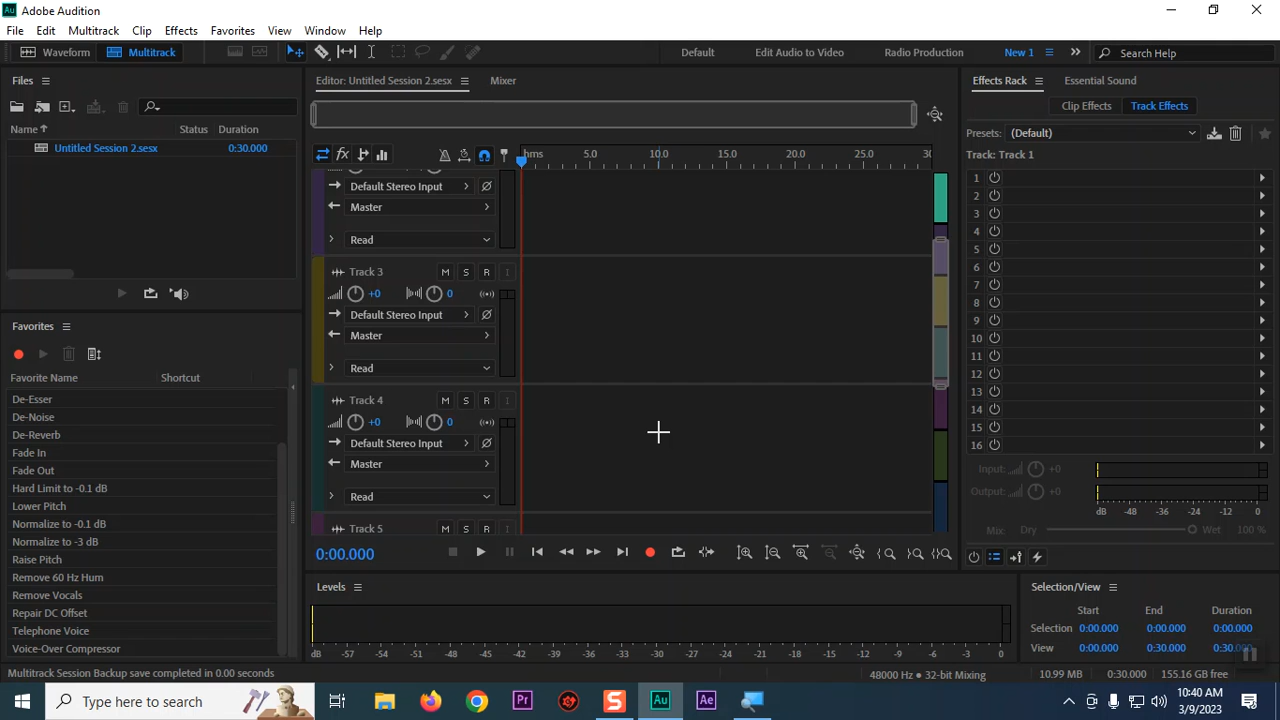 Au Adobe Audition
File Edit Multitrack Clip Effects Favorites View Window Help
Waveform Multitrack Default Edit Audio to Video Radio Production New 1 Search Help
Files
Name Status Duration
Untitled Session 2.sesx 0:30.000
Favorites
Favorite Name Shortcut
De-Esser
De-Noise
De-Reverb
Fade In
Fade Out
Hard Limit to -0.1 dB
Lower Pitch
Normalize to -0.1 dB
Normalize to -3 dB
Raise Pitch
Remove 60 Hz Hum
Remove Vocals
Repair DC Offset
Telephone Voice
Voice-Over Compressor
Editor: Untitled Session 2.sesx Mixer
fx hms 5.0 10.0 15.0 20.0 25.0 30
Default Stereo Input
Master
Read
Track 3 M S R I
+0 0
Default Stereo Input
Master
Read
Track 4 M S R I
+0 0
Default Stereo Input
Master
Read
Track 5 M S R I
0:00.000
Levels
dB -57 -54 -51 -48 -45 -42 -39 -36 -33 -30 -27 -24 -21 -18 -15 -12 -9 -6 -3 0
Effects Rack Essential Sound
Clip Effects Track Effects
Presets: (Default)
Track: Track 1
1
2
3
4
5
6
7
8
9
10
11
12
13
14
15
16
Input: +0
Output: +0
dB -48 -36 -24 -12 0
Mix: Dry Wet 100 %
Selection/View
Start End Duration
Selection 0:00.000 0:00.000 0:00.000
View 0:00.000 0:30.000 0:30.000
Multitrack Session Backup save completed in 0.00 seconds 48000 Hz ● 32-bit Mixing 10.99 MB 0:30.000 155.16 GB free
Type here to search Pr S Au Ae 10:40 AM
3/9/2023